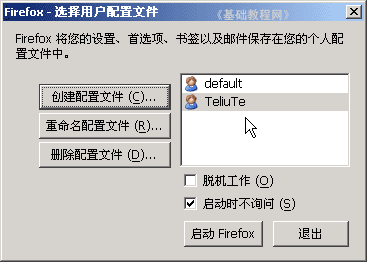 Firefox - 选择用户配置文件
《基础教程网》
Firefox 将您的设置、首选项、书签以及邮件保存在您的个人配
置文件中。
创建配置文件 (C)...
重命名配置文件 (R)...
删除配置文件 (D)...
default
TeliuTe
脱机工作 (O)
启动时不询问 (S)
启动 Firefox
退出